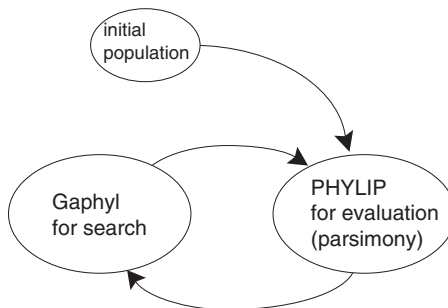 initial
population
Gaphyl
for search
PHYLIP
for evaluation
(parsimony)